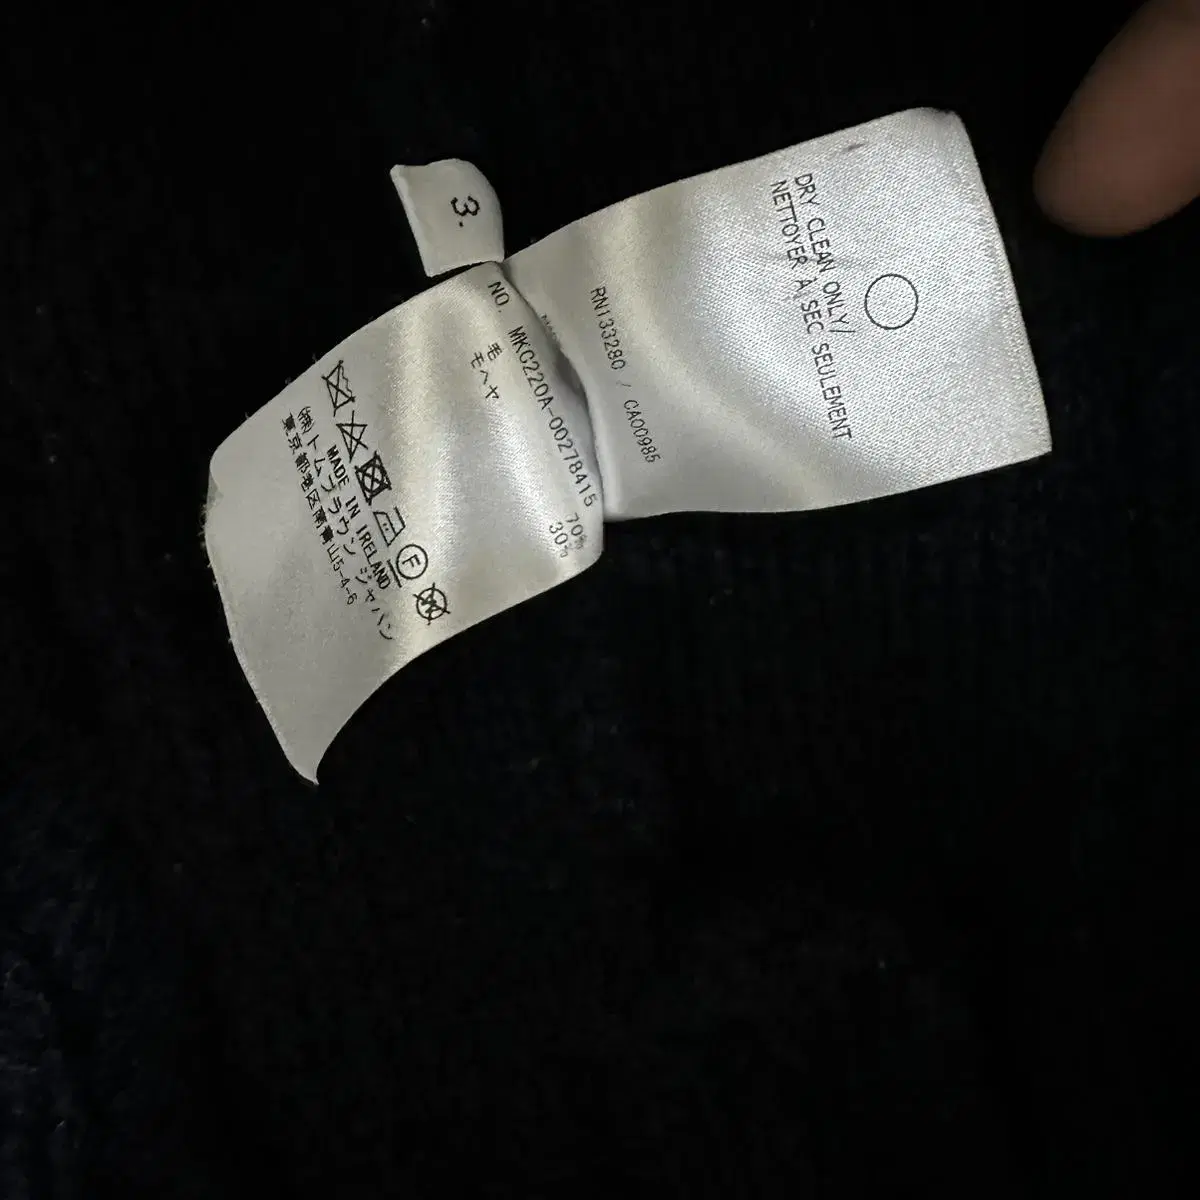 3.
NO. MKC220A-00278415
毛 70%
モヘヤ 30%
F
W
MADE IN IRELAND
(株)トムブラウン ジャパン
東京都港区南青山5-4-6
DRY CLEAN ONLY/
NETTOYER A SEC SEULEMENT
RN133280 / CA00985